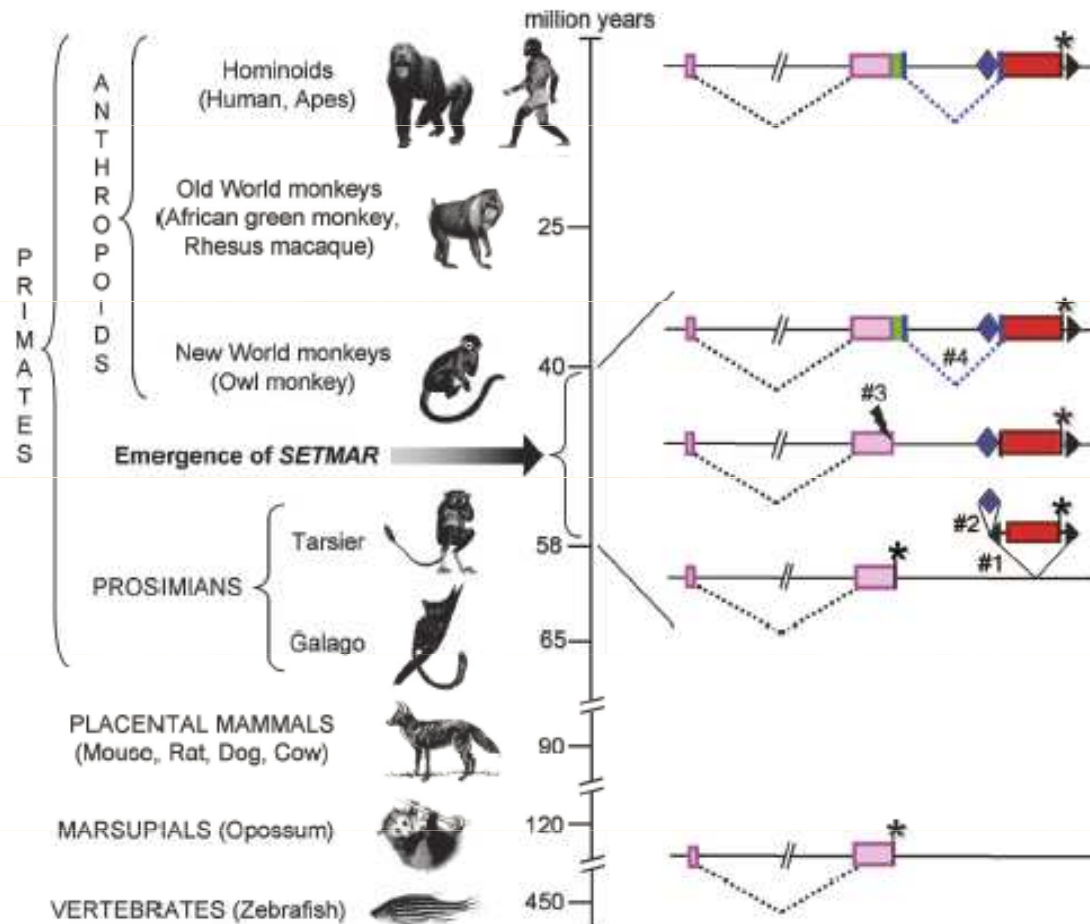 million years
Hominoids
(Human, Apes)
*
ANTHROPOIDS
Old World monkeys
(African green monkey,
Rhesus macaque)
25
PRIMATES
*
New World monkeys
(Owl monkey)
40
#4
#3
*
Emergence of SETMAR
*
#2
Tarsier
58
*
#1
PROSIMIANS
Galago
65
PLACENTAL MAMMALS
(Mouse, Rat, Dog, Cow)
90
MARSUPIALS (Opossum)
120
*
VERTEBRATES (Zebrafish)
450